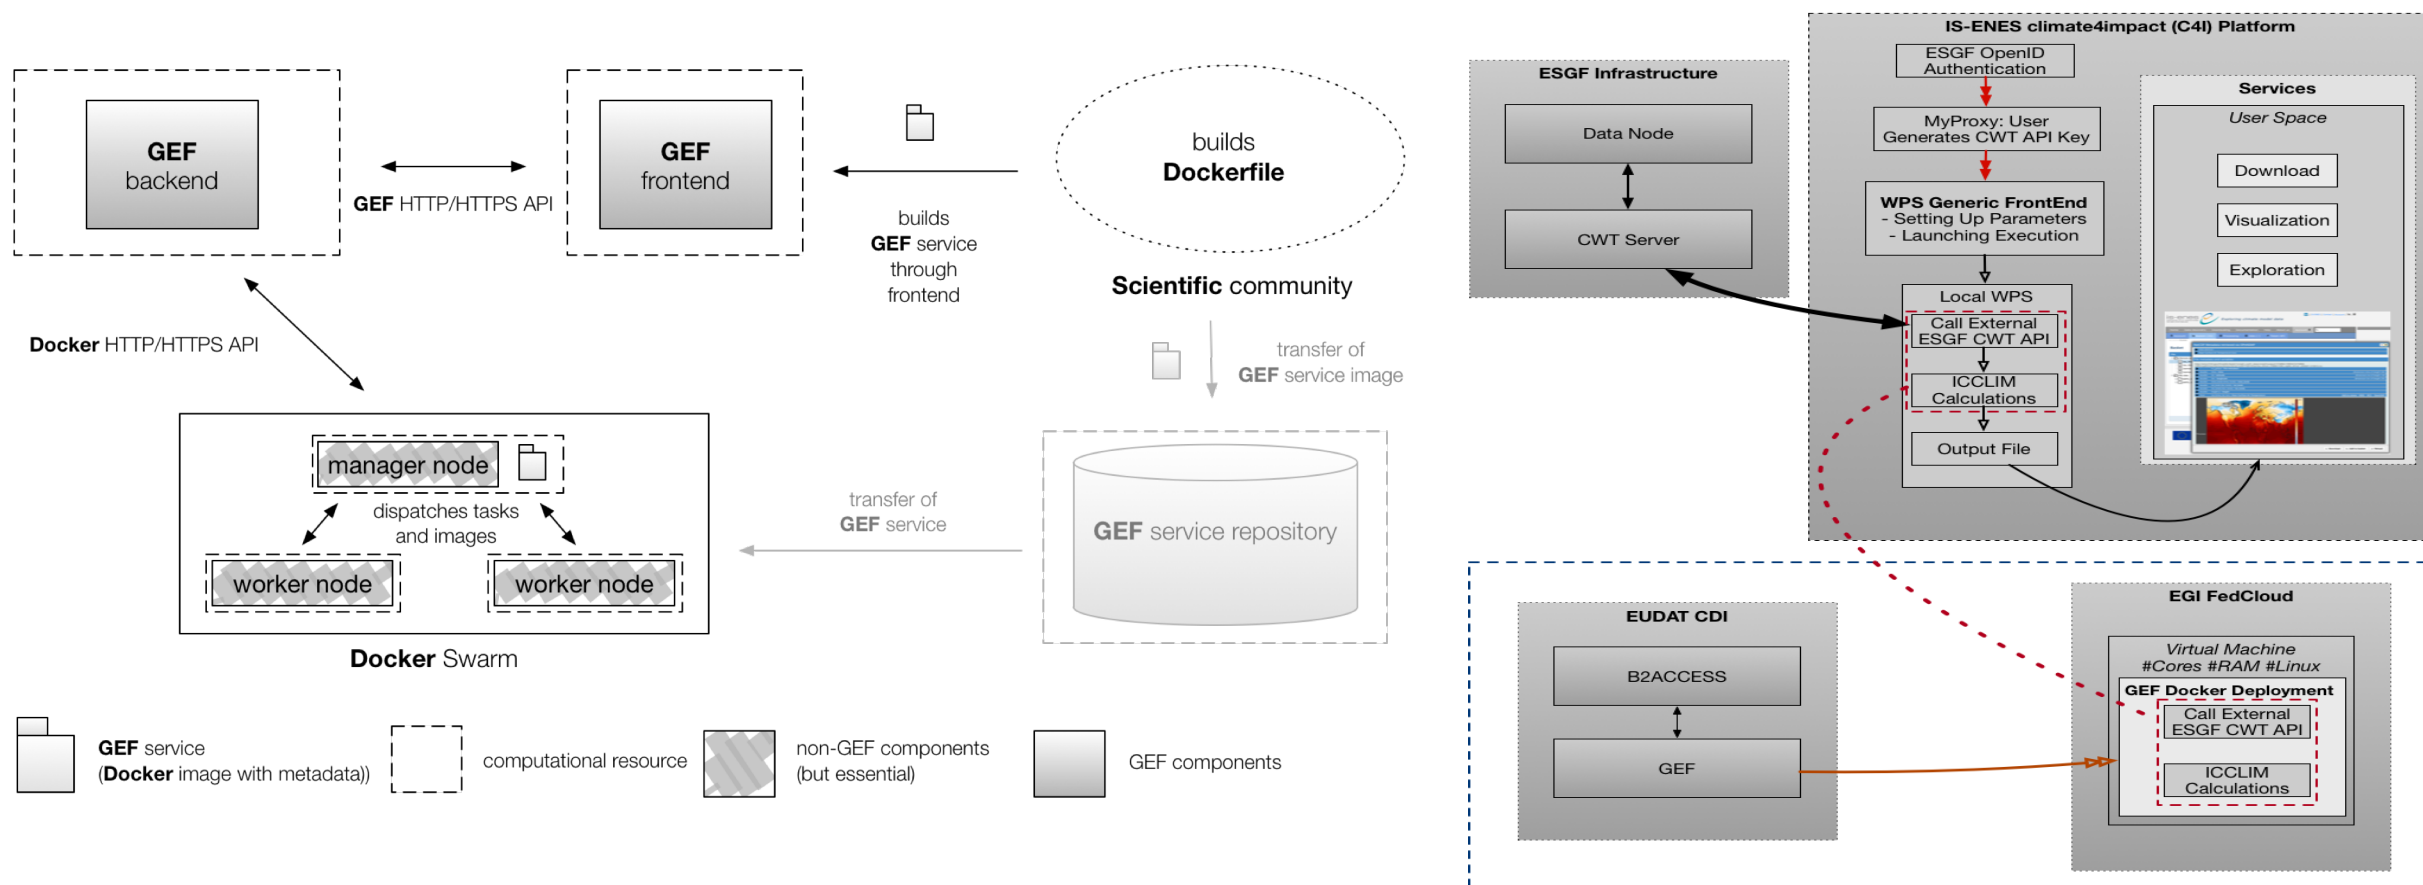 GEF
backend
GEF HTTP/HTTPS API
GEF
frontend
builds
GEF service
through
frontend
builds
Dockerfile
Scientific community
Docker HTTP/HTTPS API
transfer of
GEF service image
manager node
dispatches tasks
and images
worker node
worker node
Docker Swarm
transfer of
GEF service
GEF service repository
GEF service
(Docker image with metadata))
computational resource
non-GEF components
(but essential)
GEF components
ESGF Infrastructure
Data Node
CWT Server
IS-ENES climate4impact (C4I) Platform
ESGF OpenID
Authentication
MyProxy: User
Generates CWT API Key
WPS Generic FrontEnd
- Setting Up Parameters
- Launching Execution
Local WPS
Call External
ESGF CWT API
ICCLIM
Calculations
Output File
Services
User Space
Download
Visualization
Exploration
EUDAT CDI
B2ACCESS
GEF
EGI FedCloud
Virtual Machine
#Cores #RAM #Linux
GEF Docker Deployment
Call External
ESGF CWT API
ICCLIM
Calculations